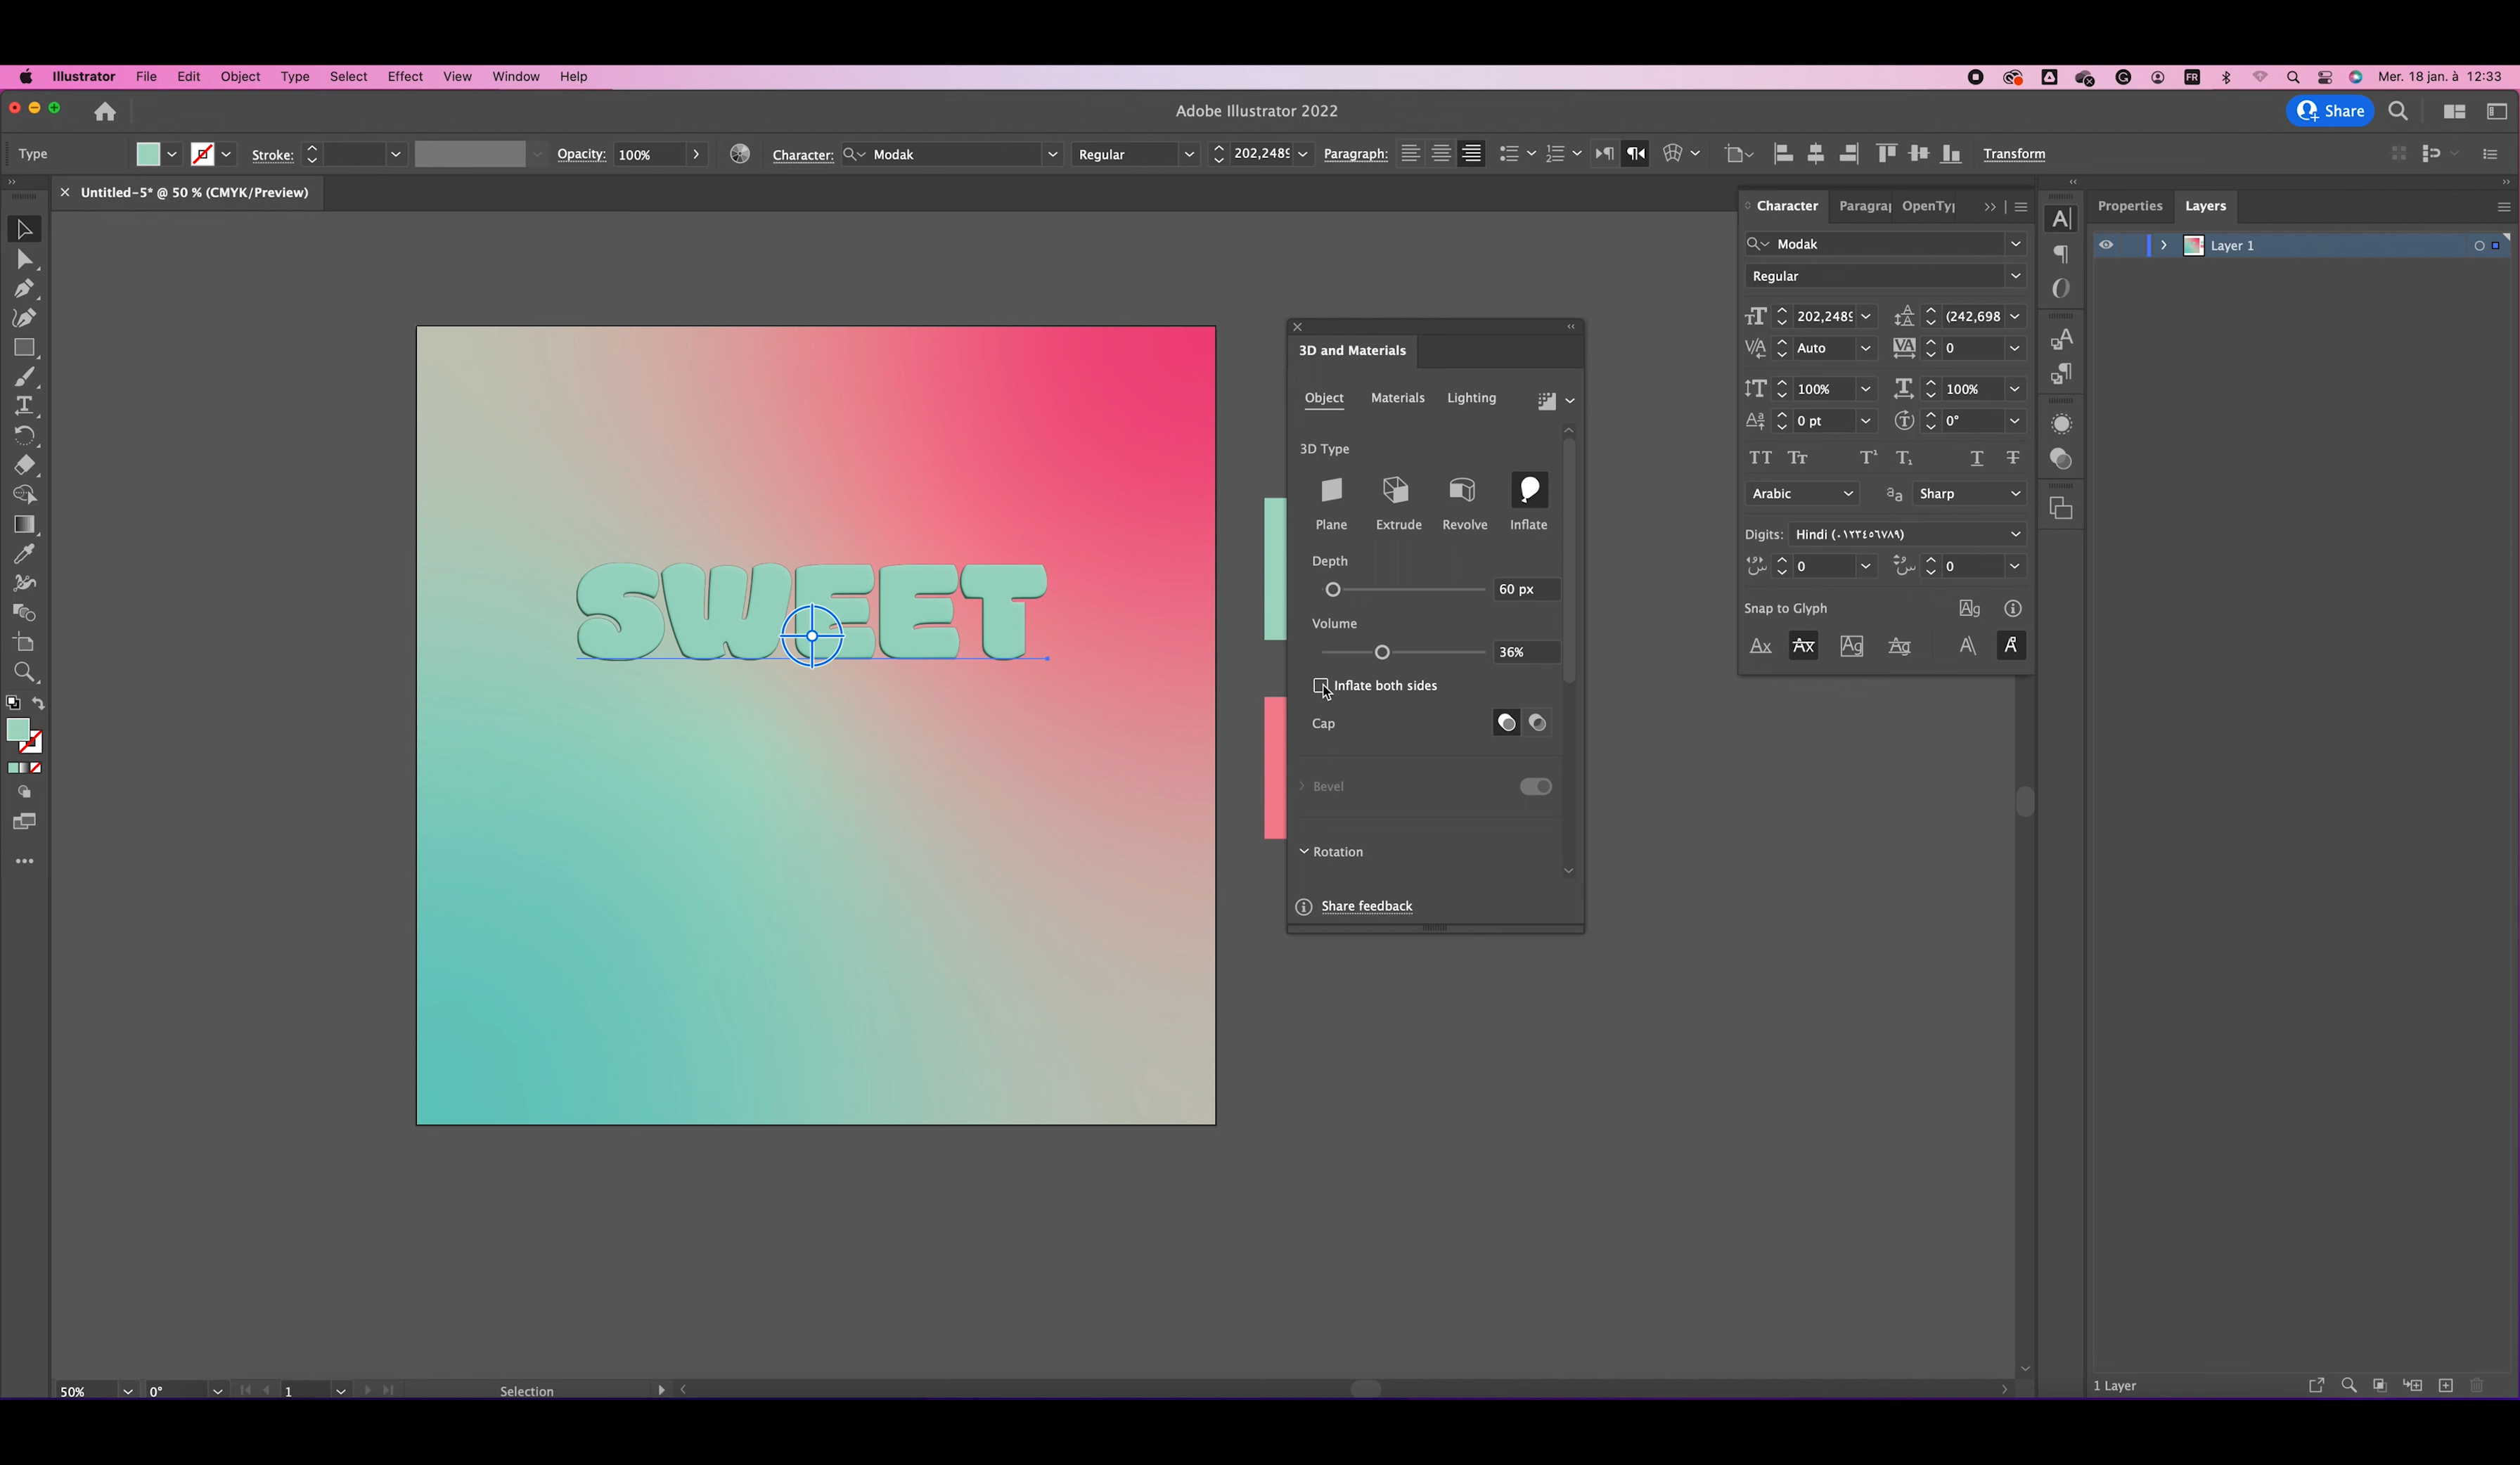 Illustrator File Edit Object Type Select Effect View Window Help FR Mer. 18 jan. à 12:33
Adobe Illustrator 2022 Share
Type Stroke: Opacity: 100% Character: Modak Regular 202,2489 Paragraph: Transform
Untitled-5* @ 50 % (CMYK/Preview)
Character Paragraph OpenTyp Properties Layers
Modak Layer 1
Regular
202,2489 (242,698
Auto 0
100% 100%
0 pt 0°
Arabic Sharp
Digits: Hindi (٠١٢٣٤٥٦٧٨٩)
0 0
Snap to Glyph
3D and Materials
Object Materials Lighting
3D Type
Plane Extrude Revolve Inflate
Depth
60 px
Volume
36%
Inflate both sides
Cap
Bevel
Rotation
Share feedback
SWEET
50% 0° 1 Selection
1 Layer